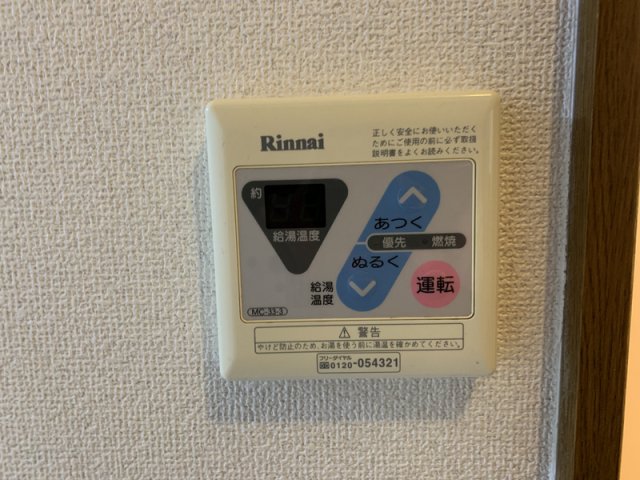 Rinnai
正しく安全にお使いいただく
ためにご使用の前に必ず取扱
説明書をよくお読みください。
約
給湯温度
あつく
優先 燃焼
ぬるく
給湯
温度
運転
MC-33-3
⚠ 警告
やけど防止のため、お湯を使う前に湯温を確かめてください。
フリーダイヤル
0120-054321